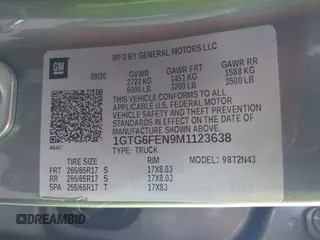 GM
MFD BY GENERAL MOTORS LLC
09/20
GVWR GAWR FRT GAWR RR
2722 KG 1451 KG 1588 KG
6000 LB 3200 LB 3500 LB
THIS VEHICLE CONFORMS TO ALL APPLICABLE U.S. FEDERAL MOTOR VEHICLE SAFETY AND THEFT PREVENTION STANDARDS IN EFFECT ON THE DATE OF MANUFACTURE SHOWN ABOVE.
1GTG6FEN9M1123638
TYPE: TRUCK MODEL: 98T2N43
TIRE SIZE RIM
FRT 265/65R17 S 17X8.0J
RR 265/65R17 S 17X8.0J
SPA 255/65R17 T 17X8J